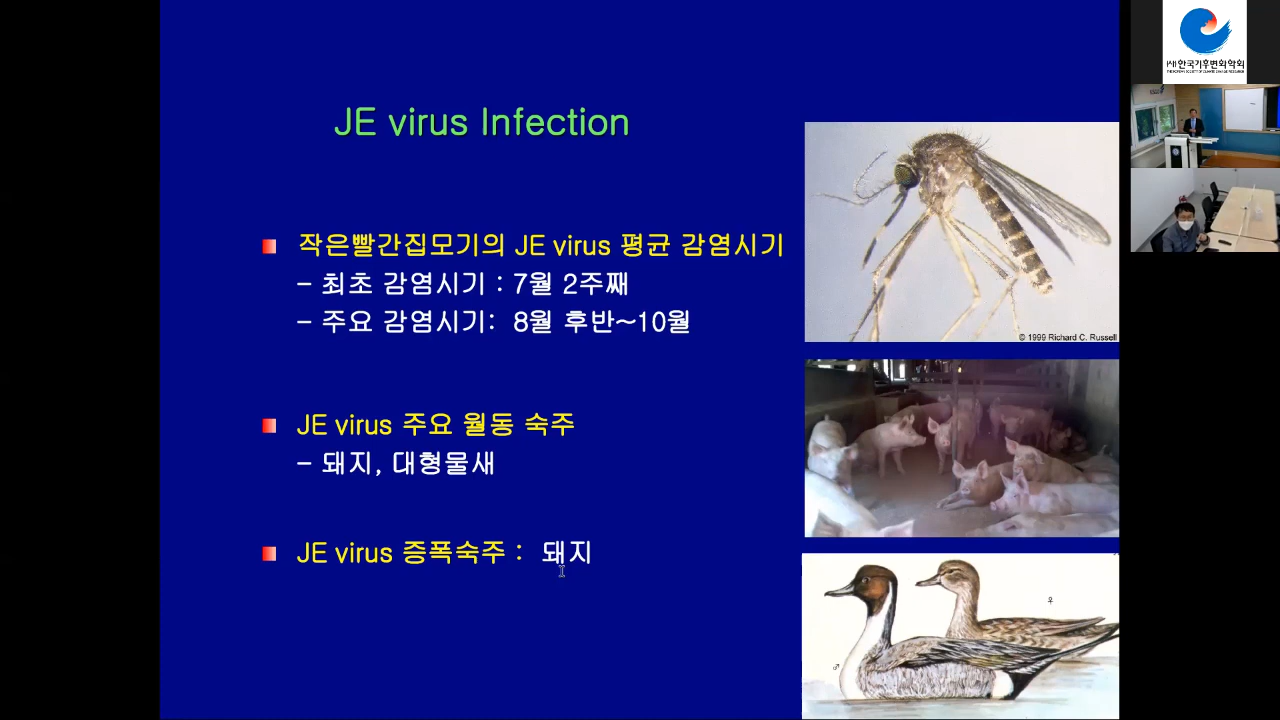 JE virus Infection
작은빨간집모기의 JE virus 평균 감염시기
– 최초 감염시기 : 7월 2주째
– 주요 감염시기: 8월 후반~10월
JE virus 주요 월동 숙주
– 돼지, 대형물새
JE virus 증폭숙주 : 돼지
© 1999 Richard C. Russell
♀
♂
(사)한국기후변화학회